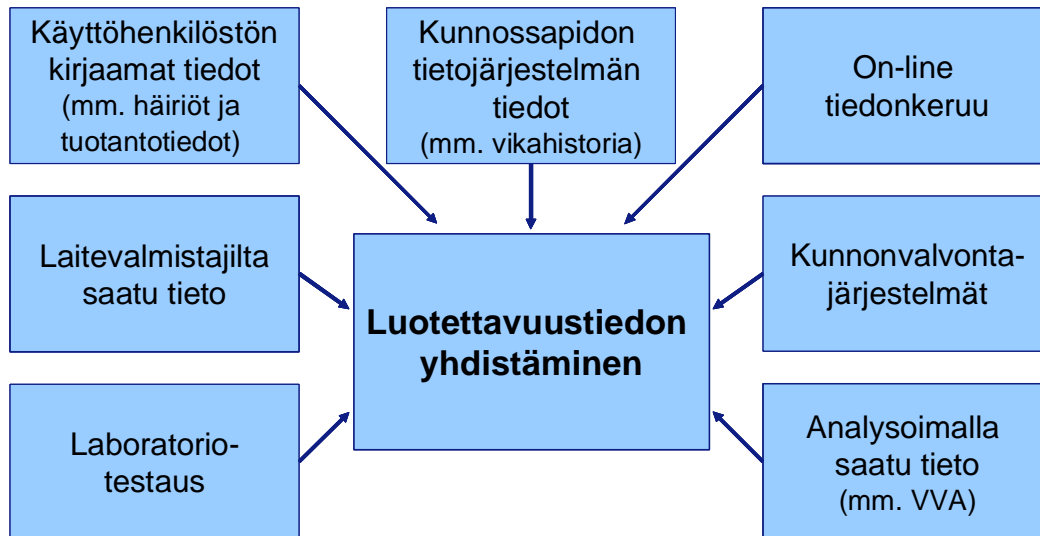 Käyttöhenkilöstön
kirjaamat tiedot
(mm. häiriöt ja
tuotantotiedot)
Kunnossapidon
tietojärjestelmän
tiedot
(mm. vikahistoria)
On-line
tiedonkeruu
Laitevalmistajilta
saatu tieto
Luotettavuustiedon
yhdistäminen
Kunnonvalvonta-
järjestelmät
Laboratorio-
testaus
Analysoimalla
saatu tieto
(mm. VVA)